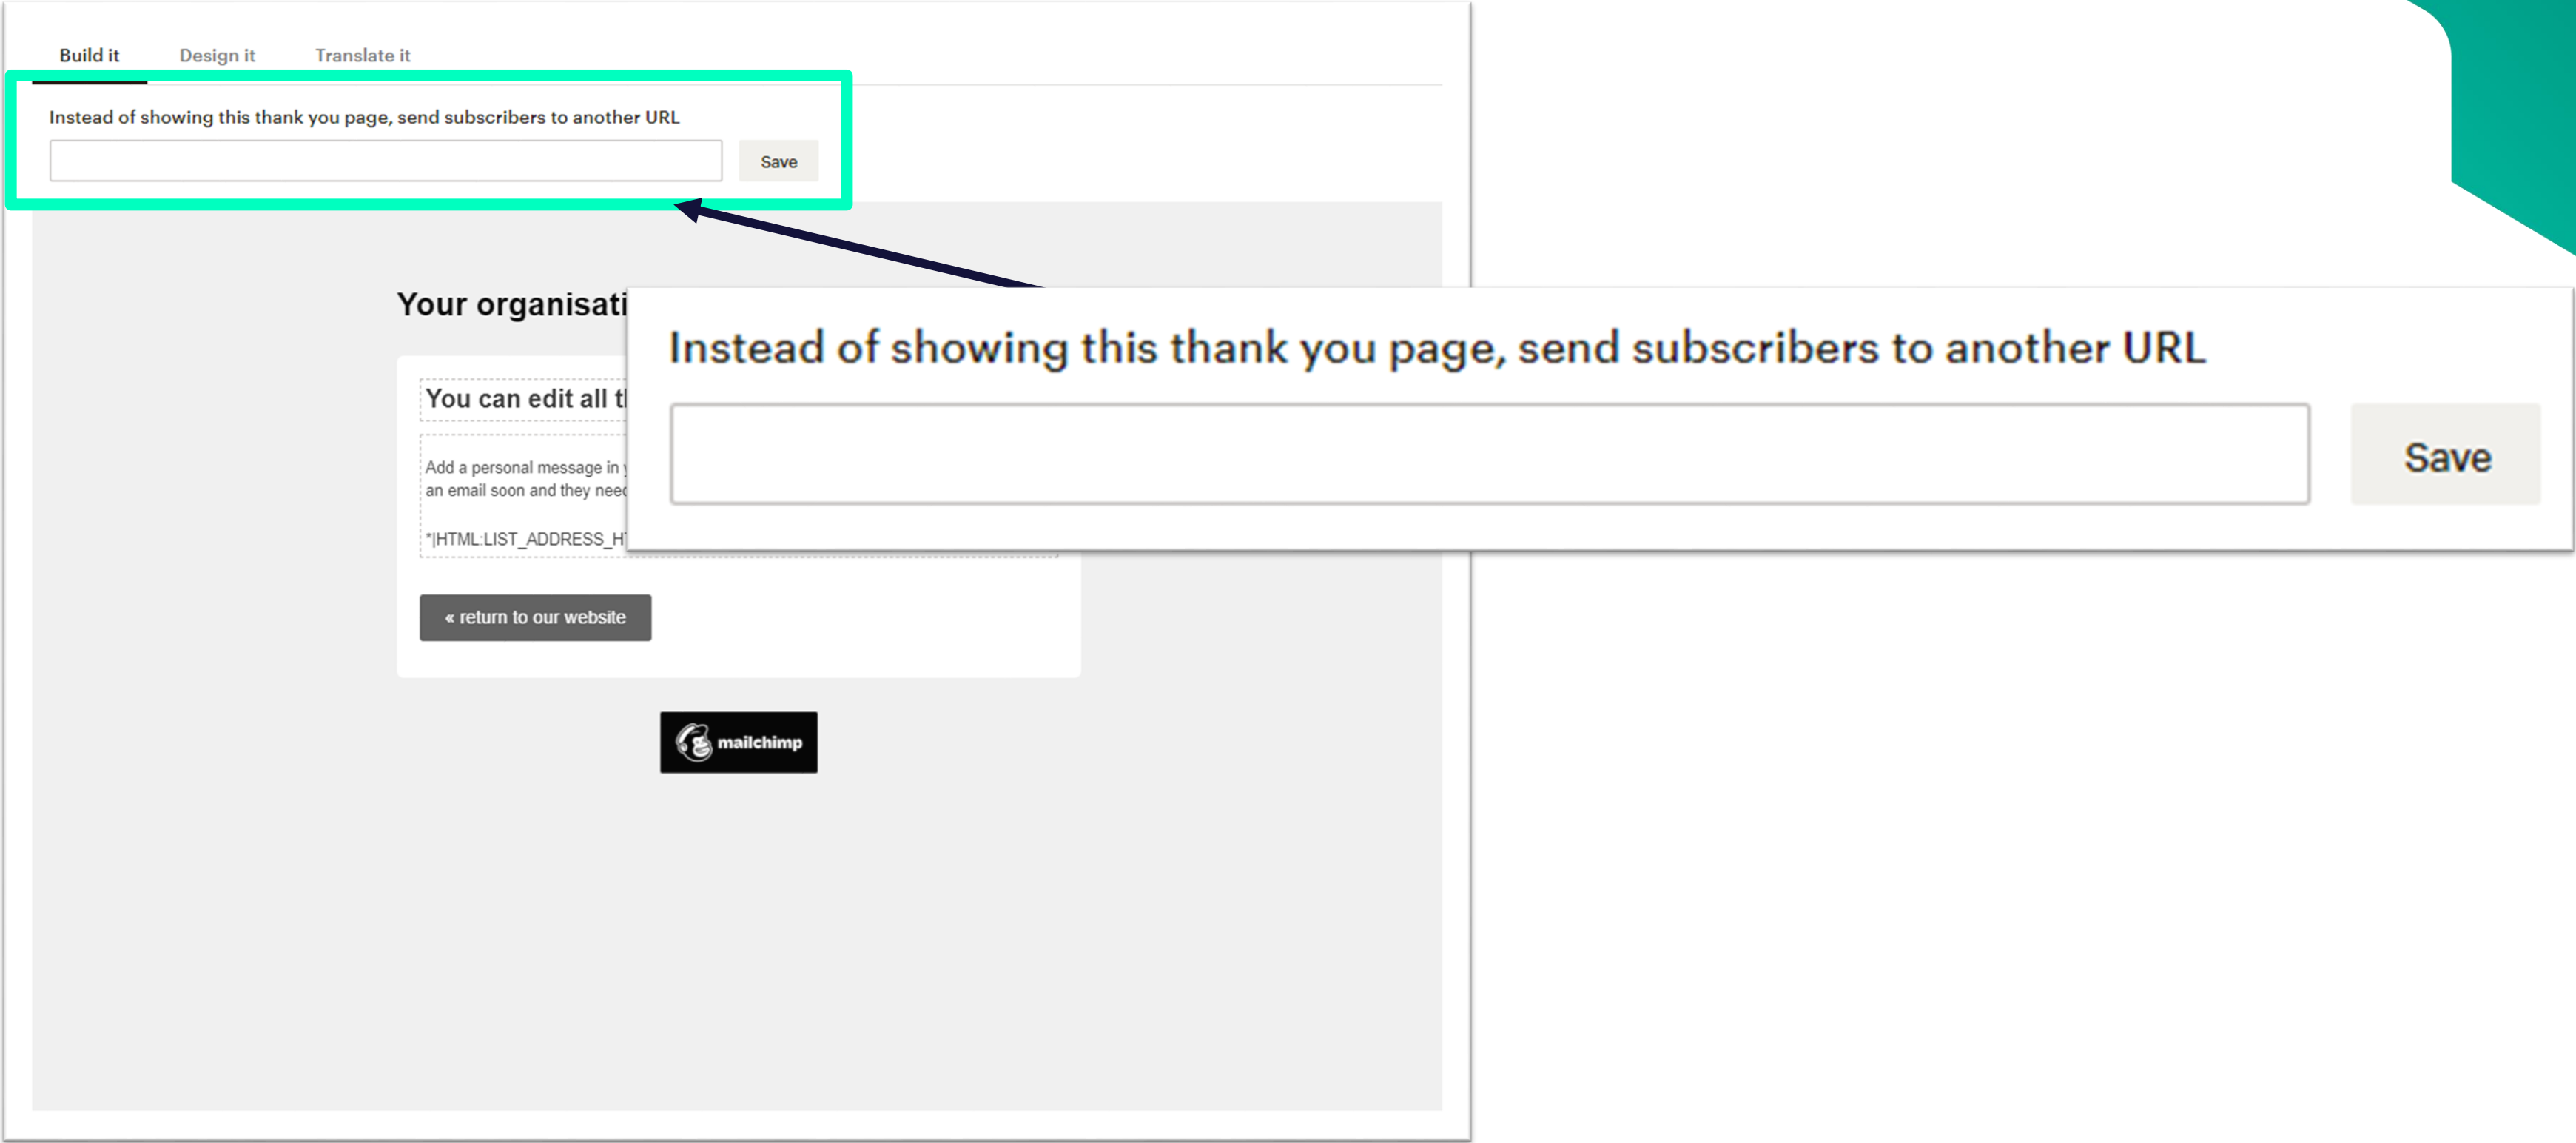 Build it Design it Translate it
Instead of showing this thank you page, send subscribers to another URL
Save
Your organisati
Instead of showing this thank you page, send subscribers to another URL
Save
You can edit all
Add a personal message in
an email soon and they need
*|HTML:LIST_ADDRESS_H
« return to our website
mailchimp